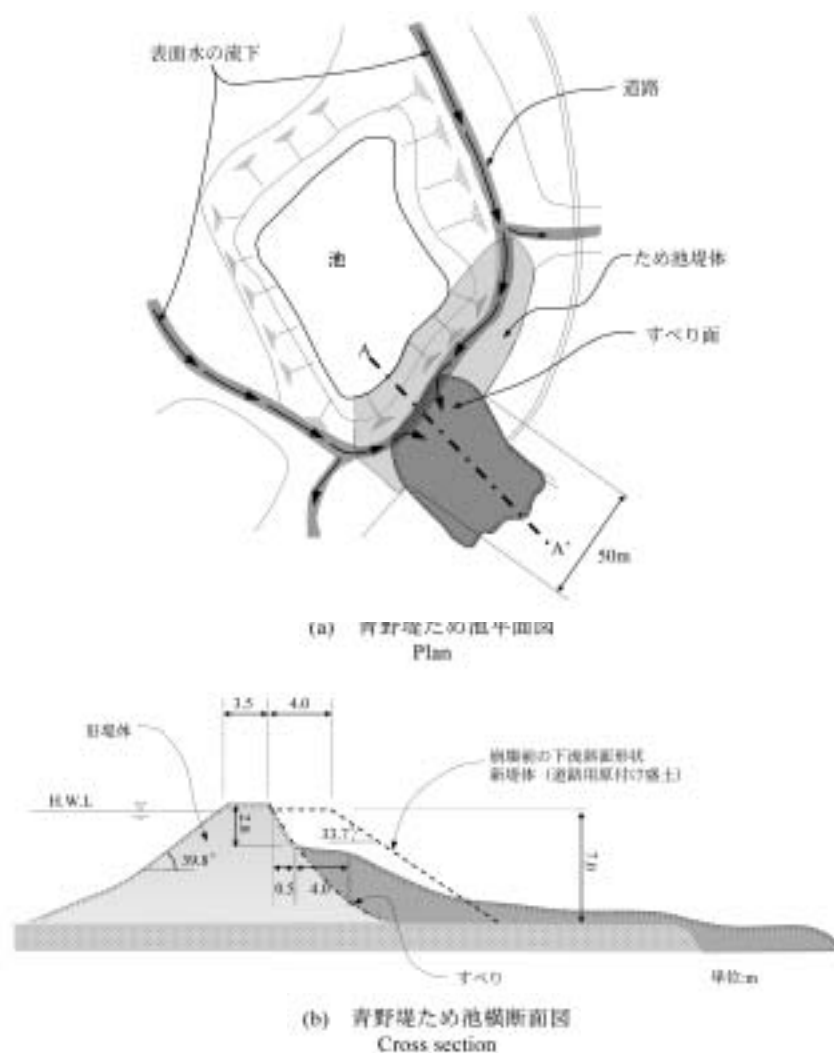 表面水の流下
道路
池
ため池堤体
すべり面
A
A'
50m
(a) 青野堤ため池平面図
Plan
3.5
4.0
旧堤体
崩壊前の下流斜面形状
新堤体（道路用腹付け盛土）
H.W.L
2.8
33.7°
39.8°
7.0
0.5
4.0
すべり
単位:m
(b) 青野堤ため池横断面図
Cross section